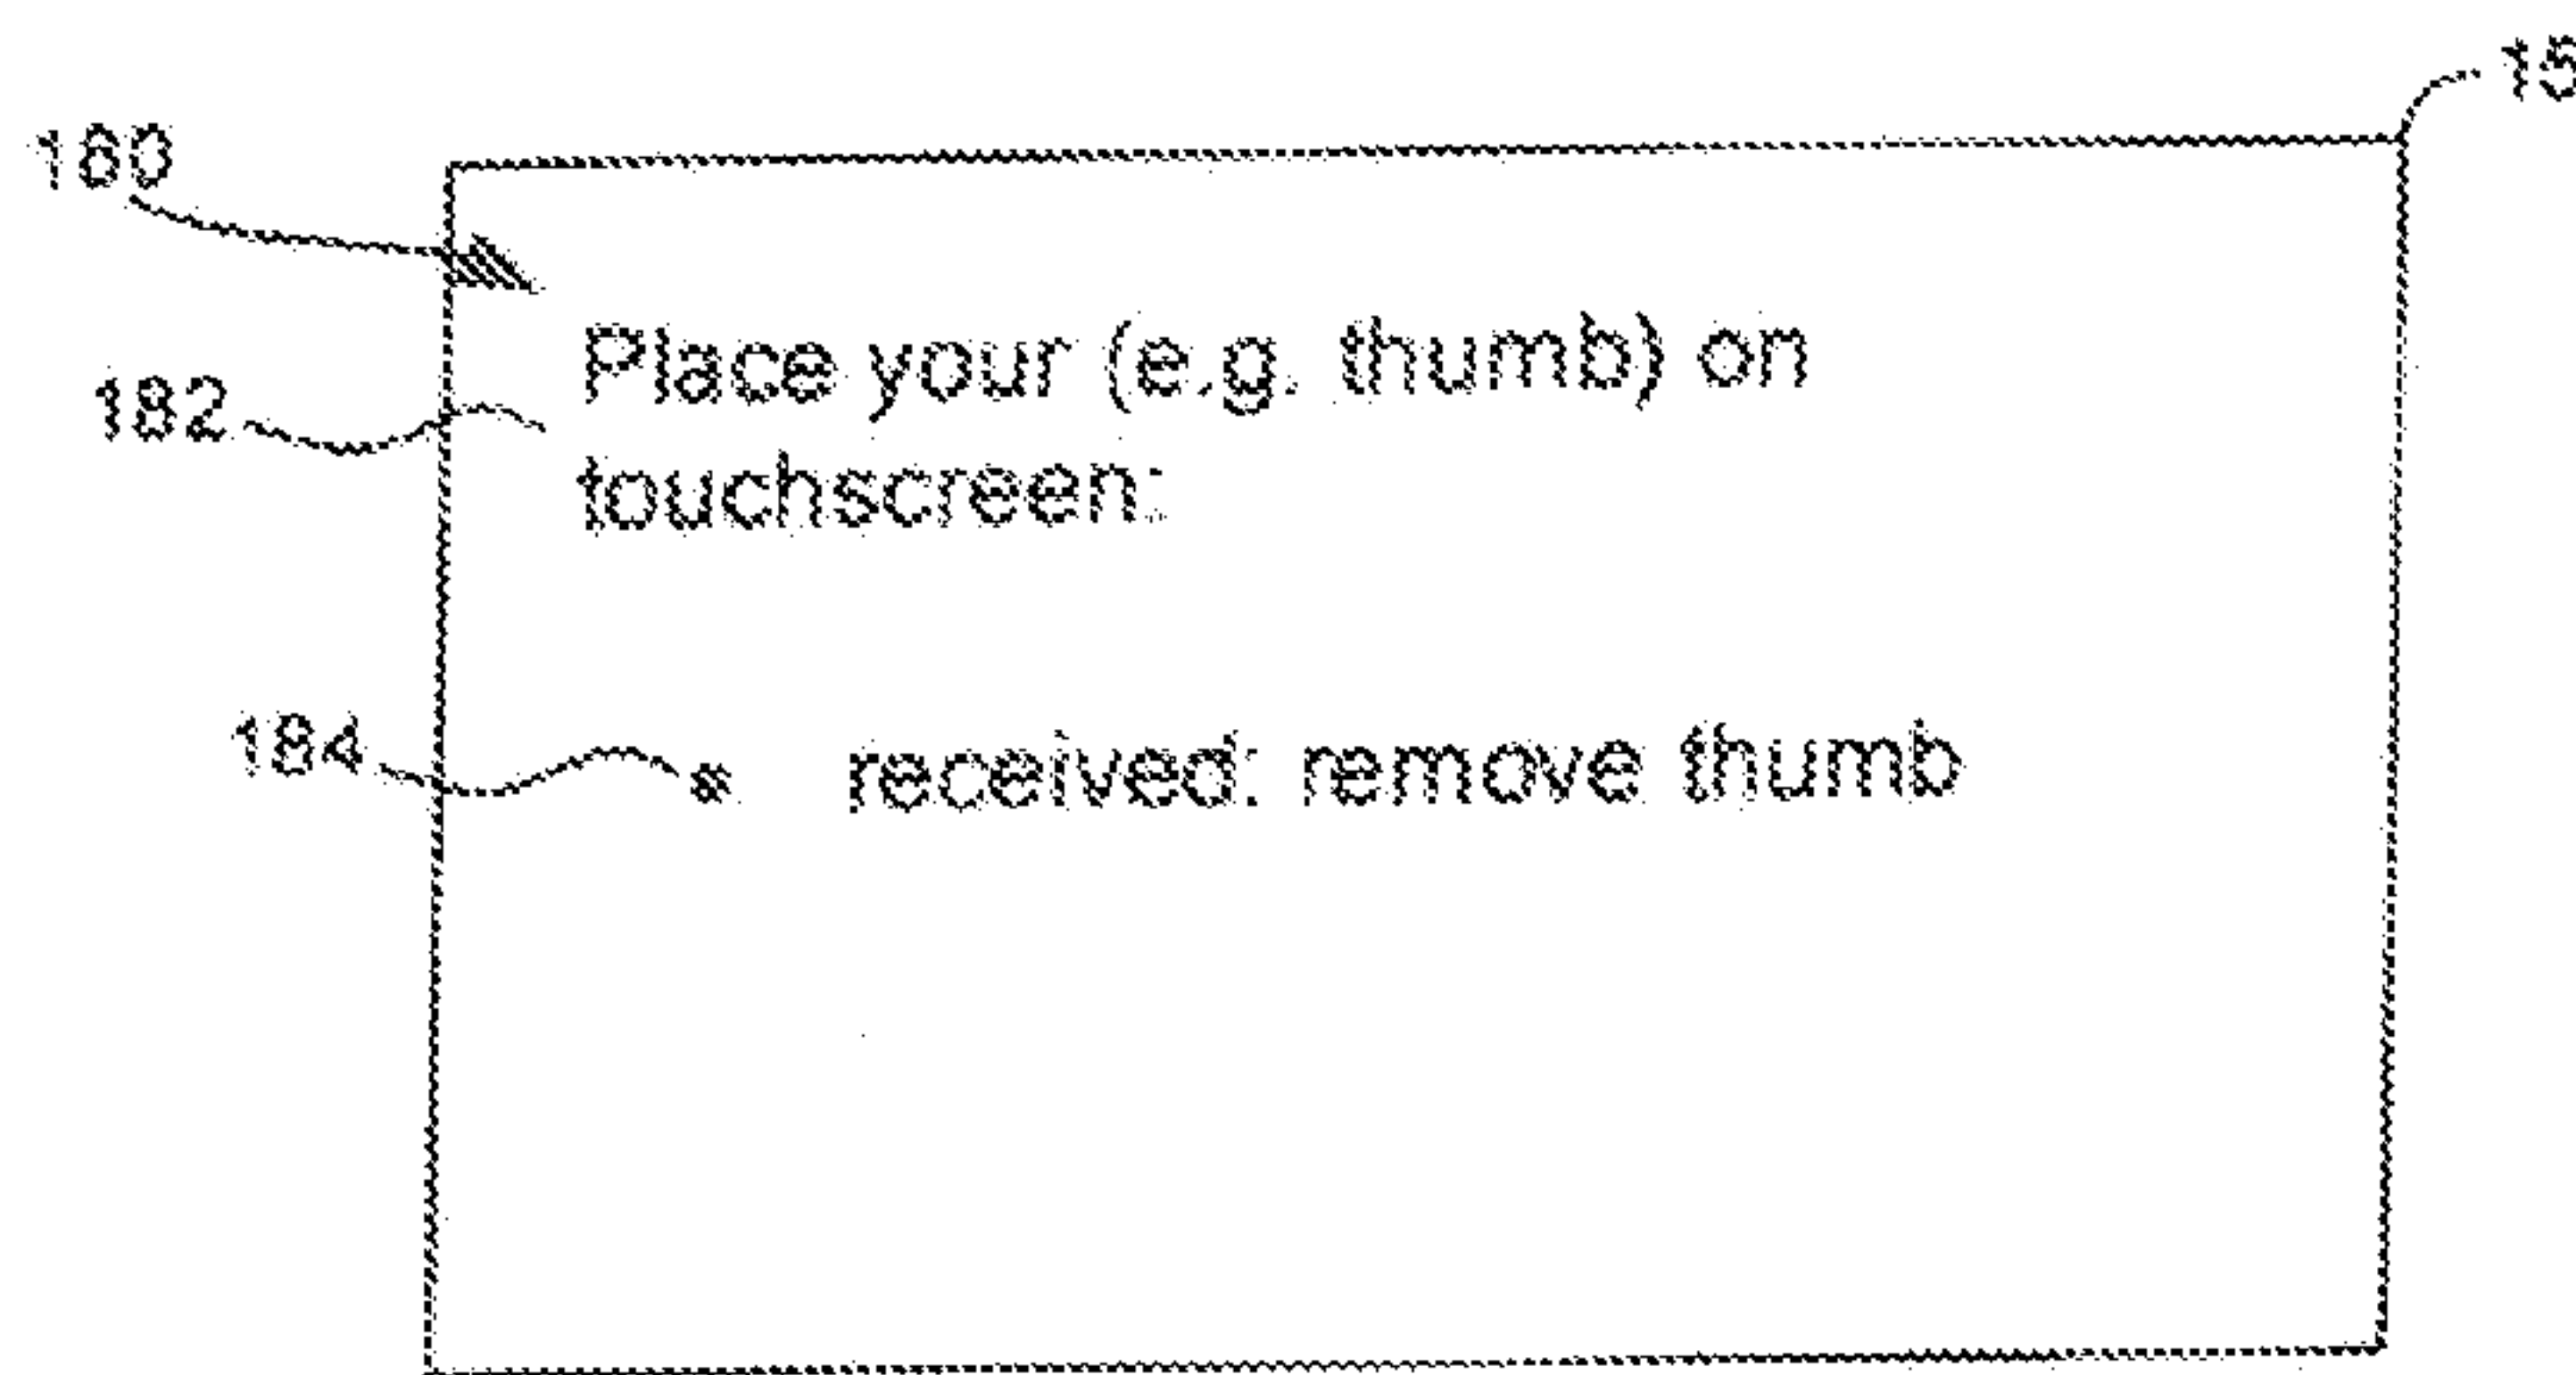 15
180
Place your (e.g. thumb) on
182
touchscreen:
184 * received: remove thumb